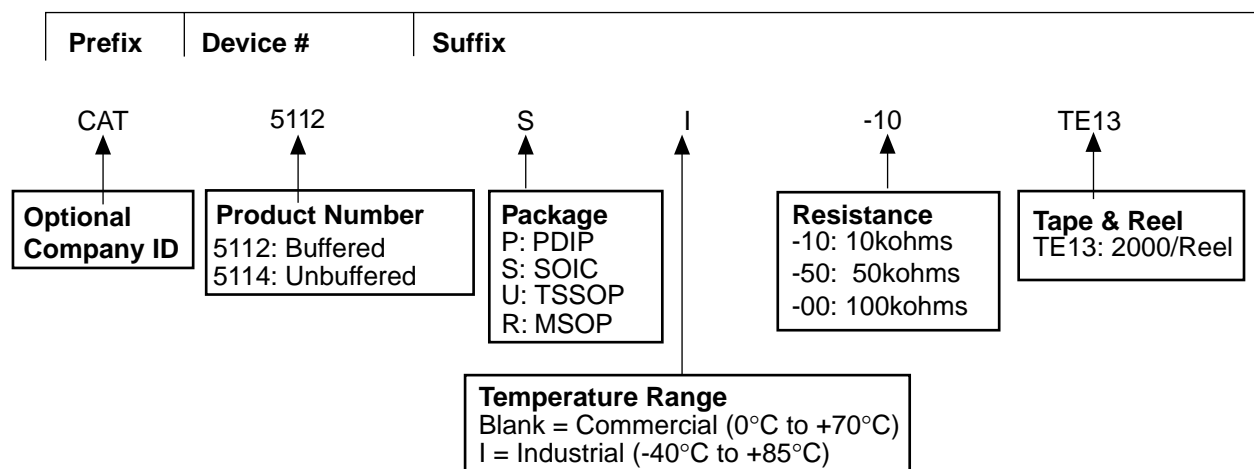 Prefix Device # Suffix
CAT 5112 S I -10 TE13
Optional
Company ID
Product Number
5112: Buffered
5114: Unbuffered
Package
P: PDIP
S: SOIC
U: TSSOP
R: MSOP
Resistance
-10: 10kohms
-50: 50kohms
-00: 100kohms
Tape & Reel
TE13: 2000/Reel
Temperature Range
Blank = Commercial (0°C to +70°C)
I = Industrial (-40°C to +85°C)